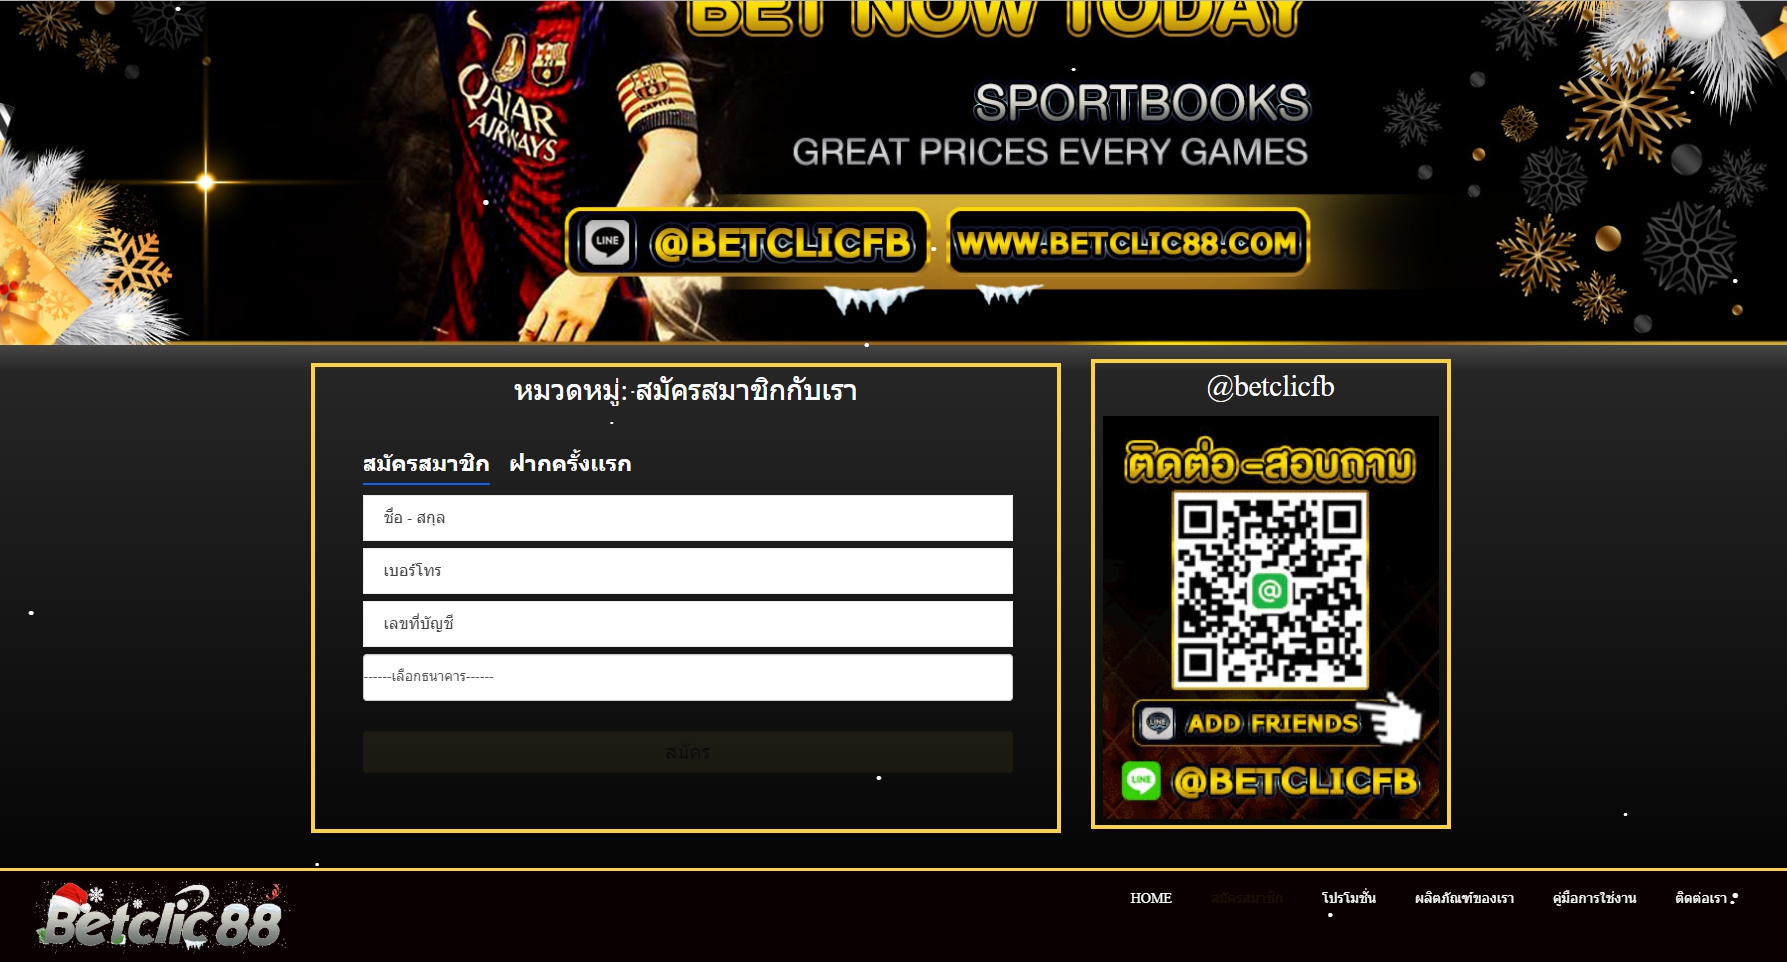 BET NOW TODAY
QATAR
AIRWAYS
CAPITA
SPORTBOOKS
GREAT PRICES EVERY GAMES
LINE @BETCLICFB
WWW.BETCLIC88.COM
หมวดหมู่: สมัครสมาชิกกับเรา
สมัครสมาชิก ฝากครั้งแรก
ชื่อ - สกุล
เบอร์โทร
เลขที่บัญชี
------เลือกธนาคาร------
สมัคร
@betclicfb
ติดต่อ-สอบถาม
@
LINE ADD FRIENDS
LINE @BETCLICFB
Betclic88
HOME สมัครสมาชิก โปรโมชั่น ผลิตภัณฑ์ของเรา คู่มือการใช่งาน ติดต่อเรา